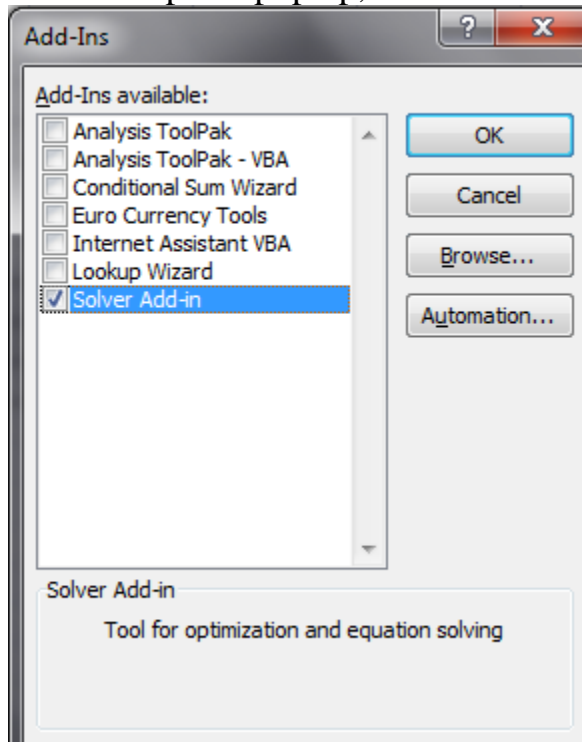 Add-Ins
?
X
Add-Ins available:
Analysis ToolPak
Analysis ToolPak - VBA
Conditional Sum Wizard
Euro Currency Tools
Internet Assistant VBA
Lookup Wizard
Solver Add-in
OK
Cancel
Browse...
Automation...
Solver Add-in
Tool for optimization and equation solving